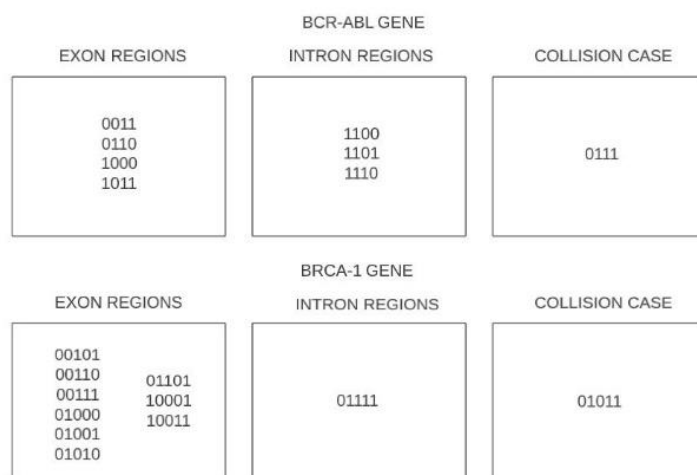 BCR-ABL GENE
EXON REGIONS
INTRON REGIONS
COLLISION CASE
0011
0110
1000
1011
1100
1101
1110
0111
BRCA-1 GENE
EXON REGIONS
INTRON REGIONS
COLLISION CASE
00101
00110
00111
01000
01001
01010
01101
10001
10011
01111
01011